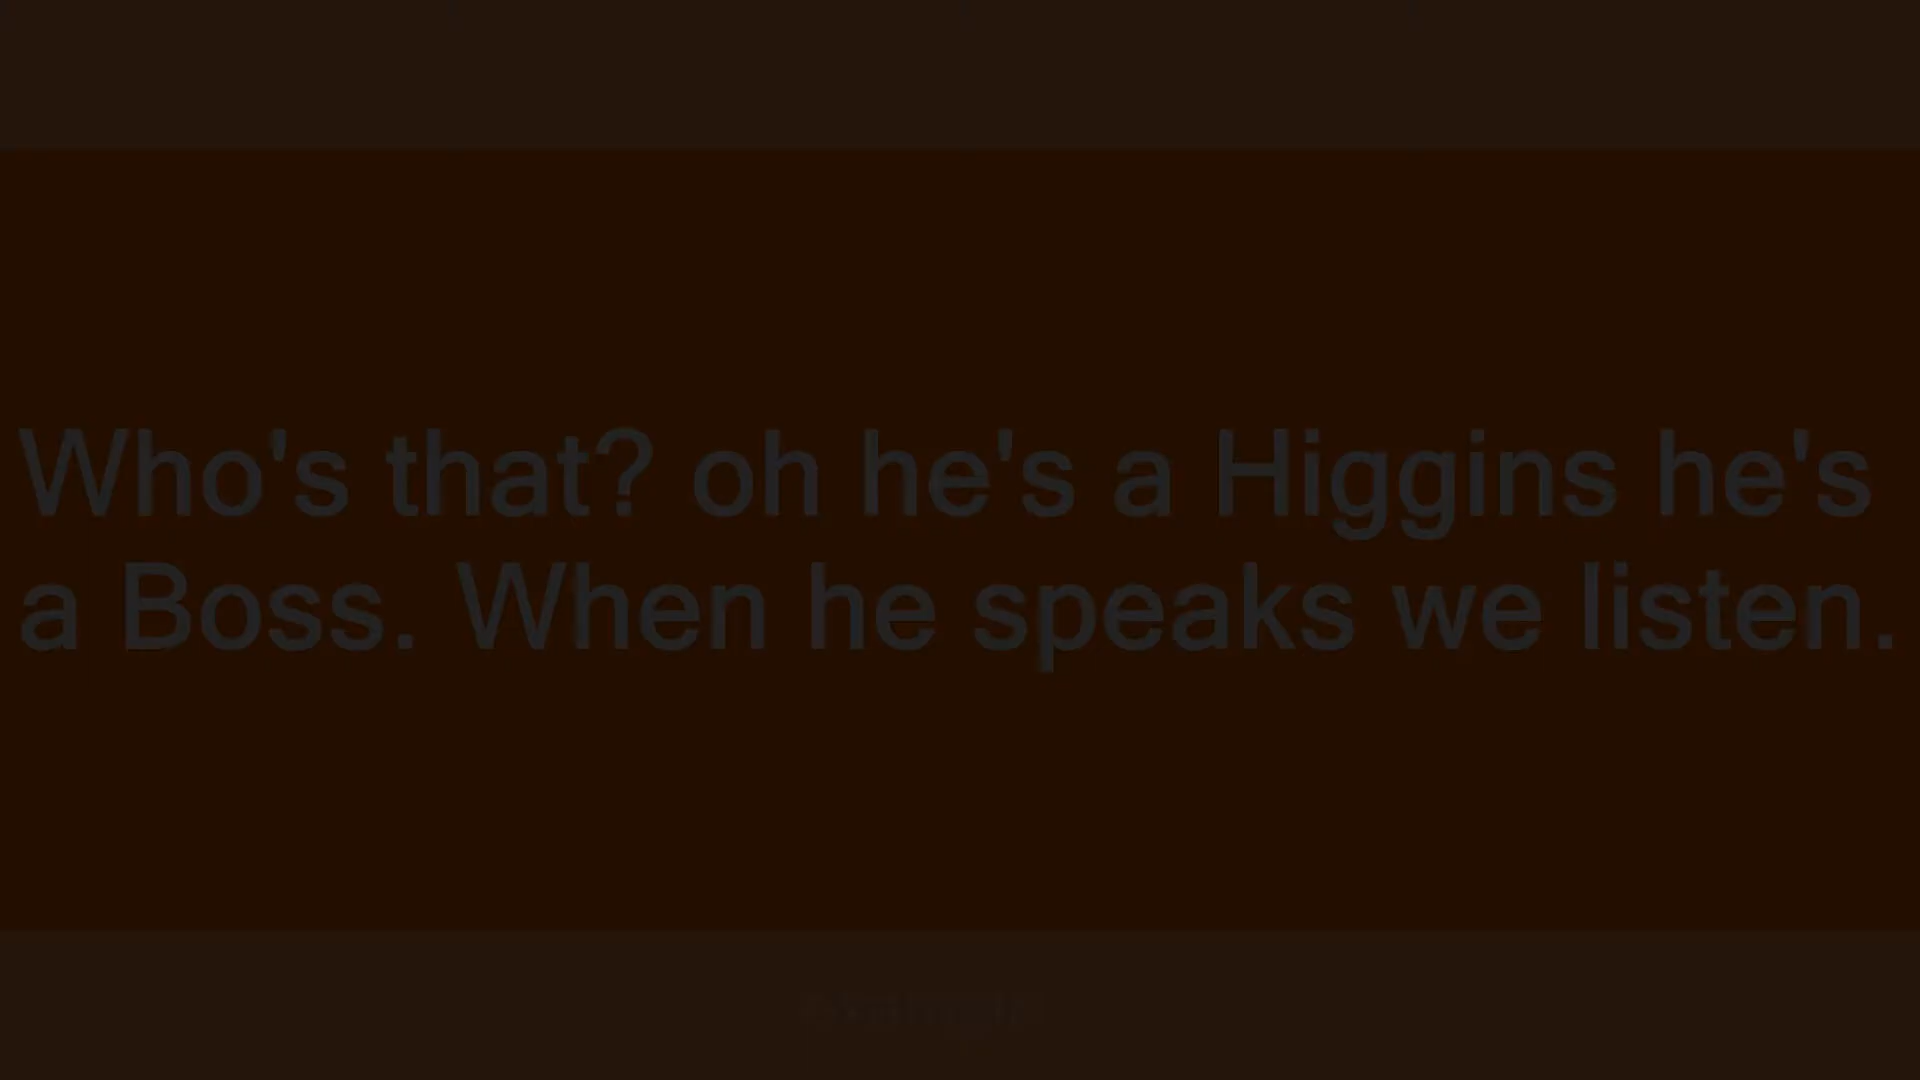 Who's that? oh he's a Higgins he's
a Boss. When he speaks we listen.